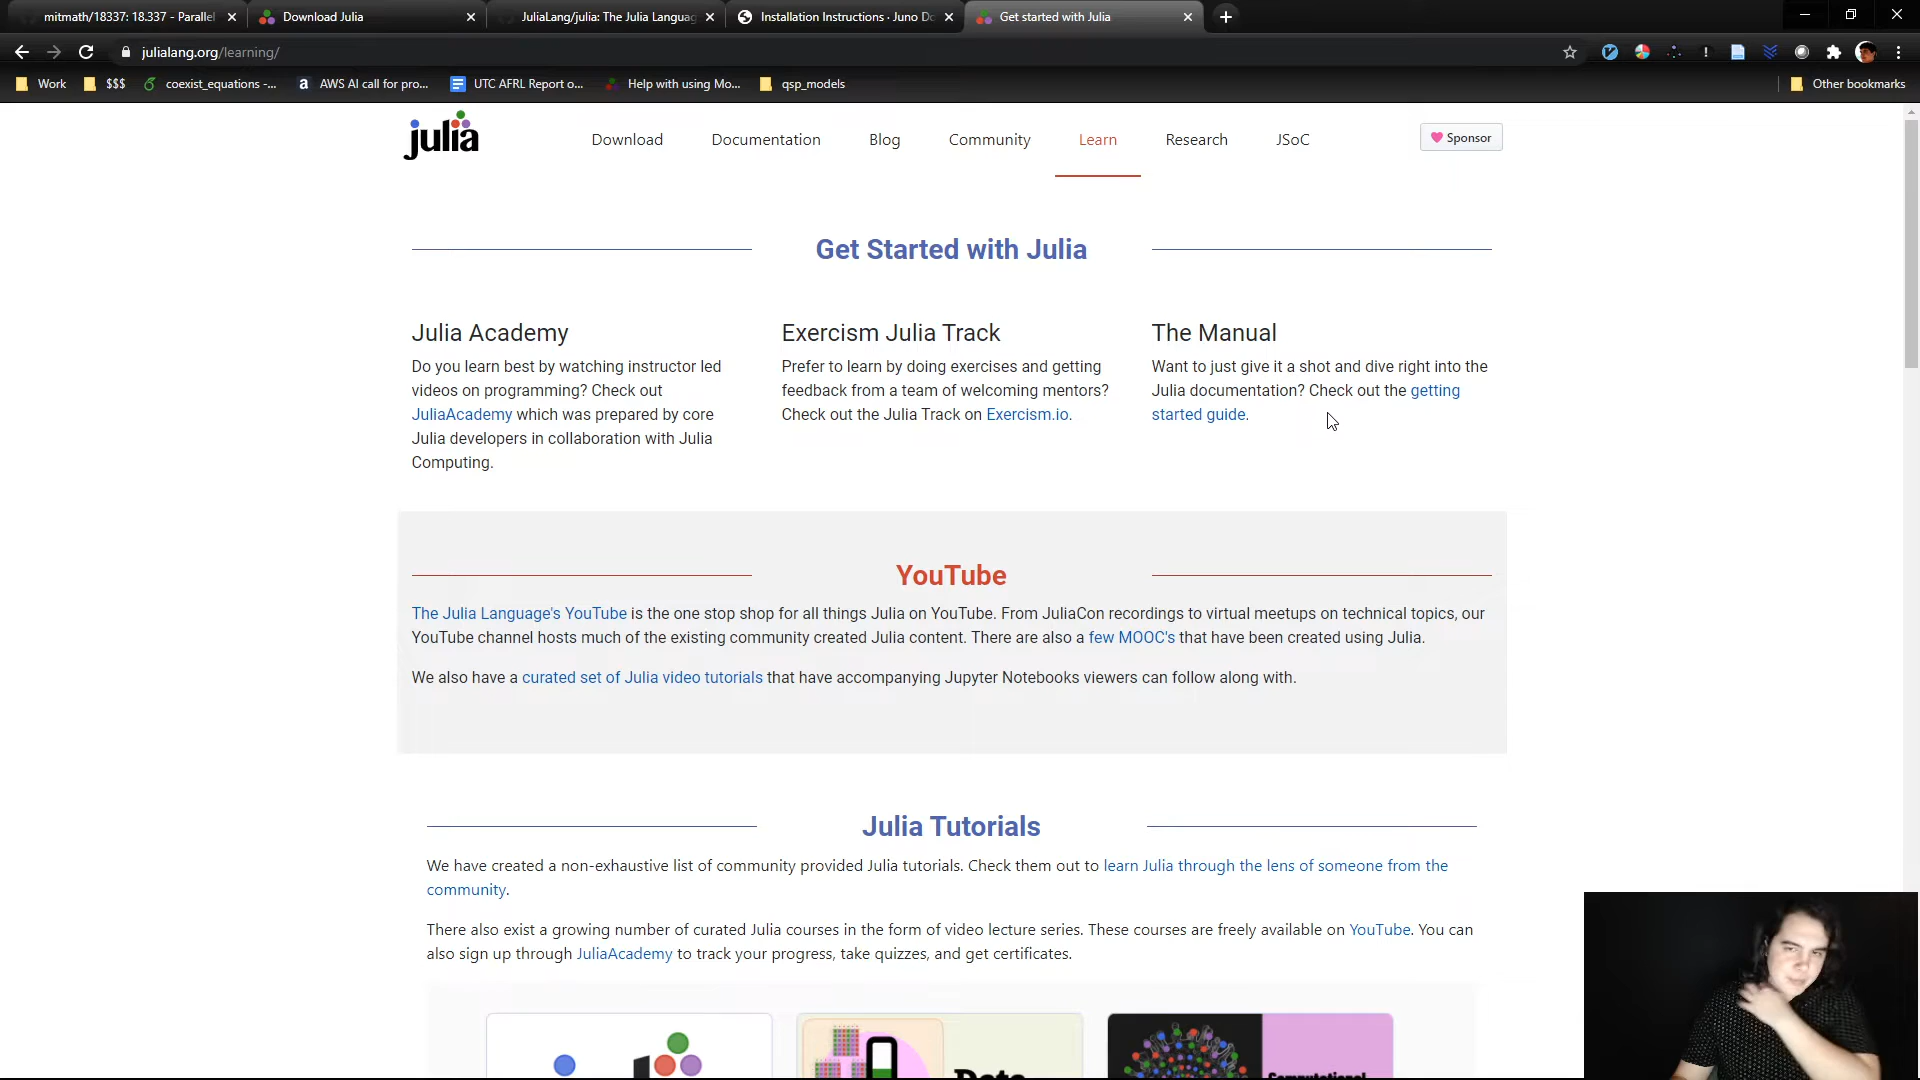 mitmath/18337: 18.337 - Parallel
Download Julia
JuliaLang/julia: The Julia Languag
Installation Instructions · Juno Do
Get started with Julia
julialang.org/learning/
Work
$$$
coexist_equations -...
AWS AI call for pro...
UTC AFRL Report o...
Help with using Mo...
qsp_models
Other bookmarks
julia
Download
Documentation
Blog
Community
Learn
Research
JSoC
Sponsor
Get Started with Julia
Julia Academy
Do you learn best by watching instructor led
videos on programming? Check out
JuliaAcademy which was prepared by core
Julia developers in collaboration with Julia
Computing.
Exercism Julia Track
Prefer to learn by doing exercises and getting
feedback from a team of welcoming mentors?
Check out the Julia Track on Exercism.io.
The Manual
Want to just give it a shot and dive right into the
Julia documentation? Check out the getting
started guide.
YouTube
The Julia Language's YouTube is the one stop shop for all things Julia on YouTube. From JuliaCon recordings to virtual meetups on technical topics, our
YouTube channel hosts much of the existing community created Julia content. There are also a few MOOC's that have been created using Julia.
We also have a curated set of Julia video tutorials that have accompanying Jupyter Notebooks viewers can follow along with.
Julia Tutorials
We have created a non-exhaustive list of community provided Julia tutorials. Check them out to learn Julia through the lens of someone from the
community.
There also exist a growing number of curated Julia courses in the form of video lecture series. These courses are freely available on YouTube. You can
also sign up through JuliaAcademy to track your progress, take quizzes, and get certificates.
Data
Computational